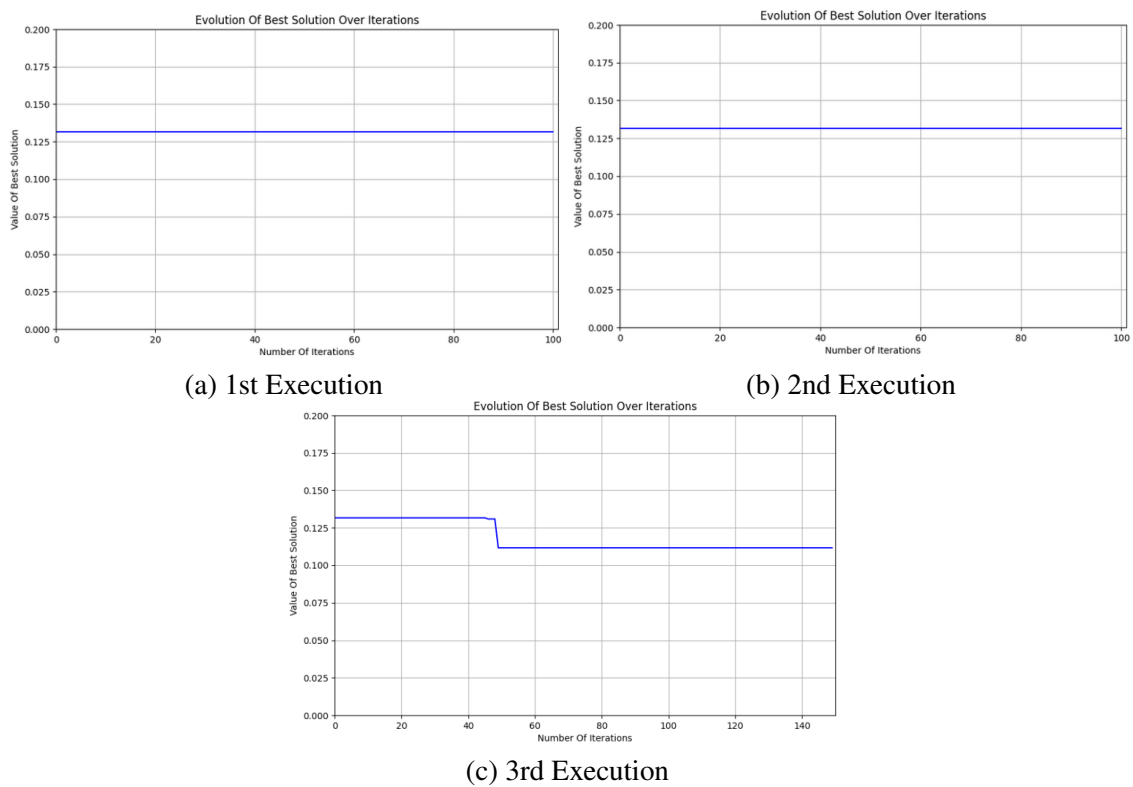 Evolution Of Best Solution Over Iterations
0.200
0.175
0.150
0.125
0.100
0.075
0.050
0.025
0.000
Value Of Best Solution
0 20 40 60 80 100
Number Of Iterations
(a) 1st Execution
Evolution Of Best Solution Over Iterations
0.200
0.175
0.150
0.125
0.100
0.075
0.050
0.025
0.000
Value Of Best Solution
0 20 40 60 80 100
Number Of Iterations
(b) 2nd Execution
Evolution Of Best Solution Over Iterations
0.200
0.175
0.150
0.125
0.100
0.075
0.050
0.025
0.000
Value Of Best Solution
0 20 40 60 80 100 120 140
Number Of Iterations
(c) 3rd Execution